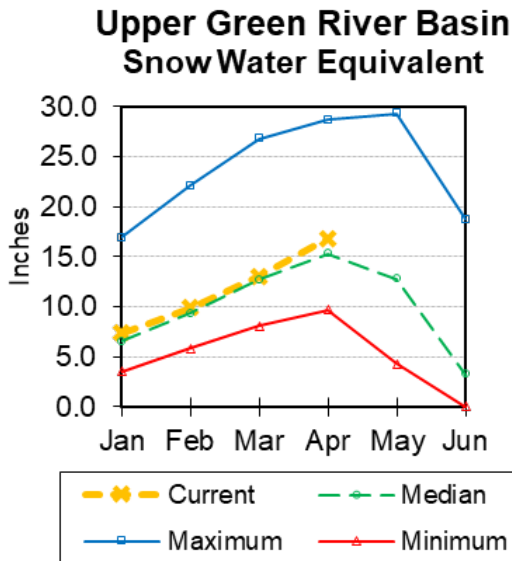 Upper Green River Basin
Snow Water Equivalent
30.0
25.0
20.0
15.0
10.0
5.0
0.0
Inches
Jan Feb Mar Apr May Jun
Current Median
Maximum Minimum